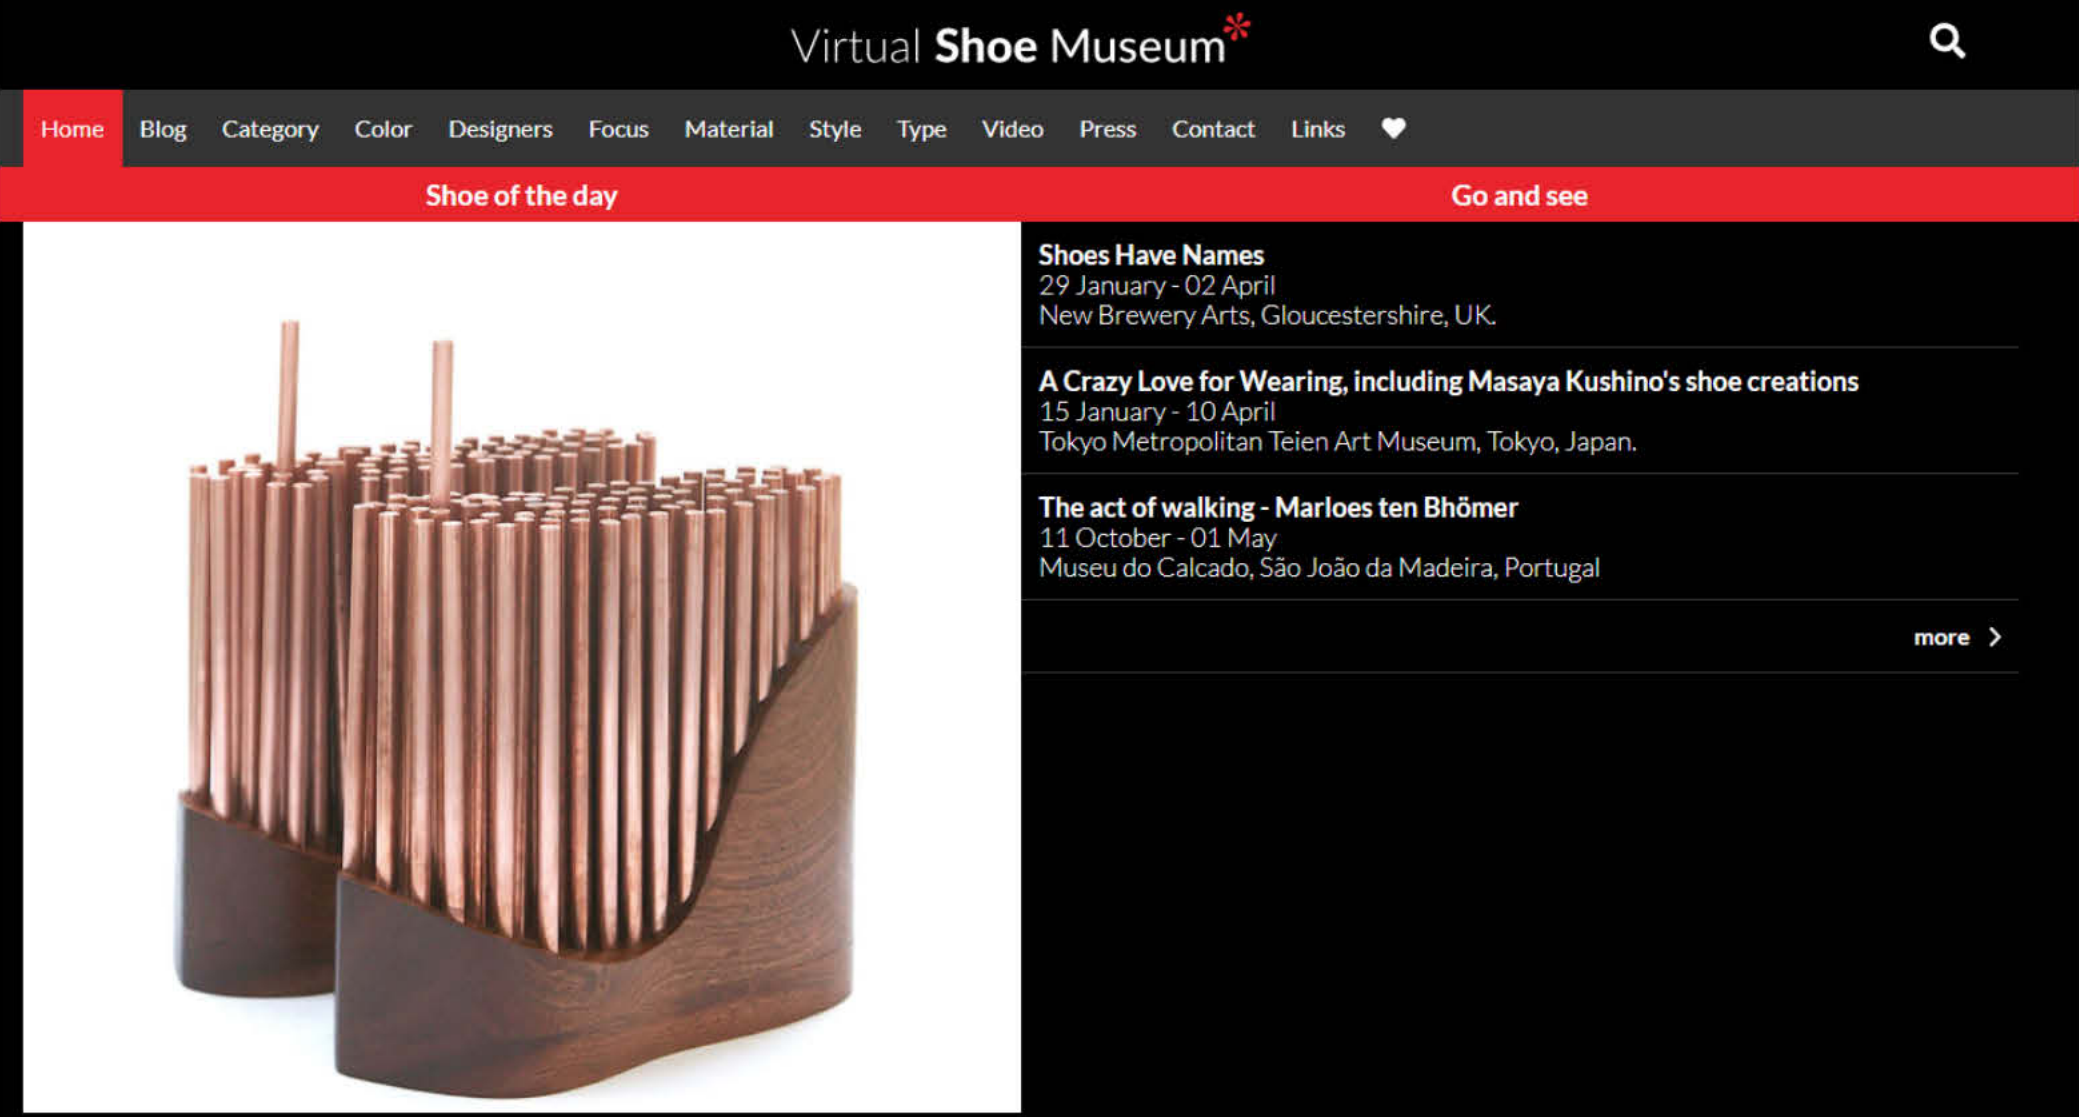 Virtual Shoe Museum*
Home Blog Category Color Designers Focus Material Style Type Video Press Contact Links
Shoe of the day
Go and see
Shoes Have Names
29 January - 02 April
New Brewery Arts, Gloucestershire, UK.
A Crazy Love for Wearing, including Masaya Kushino's shoe creations
15 January - 10 April
Tokyo Metropolitan Teien Art Museum, Tokyo, Japan.
The act of walking - Marloes ten Bhömer
11 October - 01 May
Museu do Calcado, São João da Madeira, Portugal
more